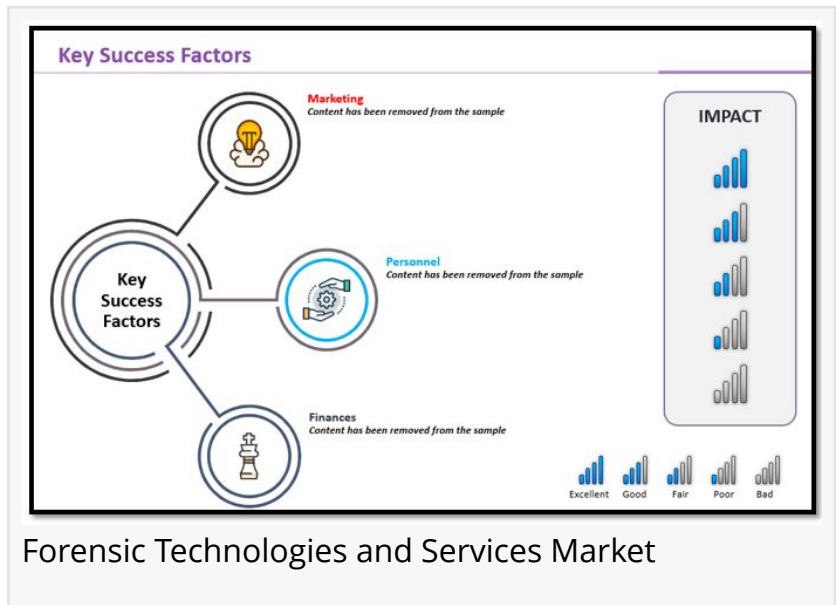 Key Success Factors
Marketing
Content has been removed from the sample
IMPACT
Personnel
Content has been removed from the sample
Key
Success
Factors
Finances
Content has been removed from the sample
Excellent Good Fair Poor Bad
Forensic Technologies and Services Market